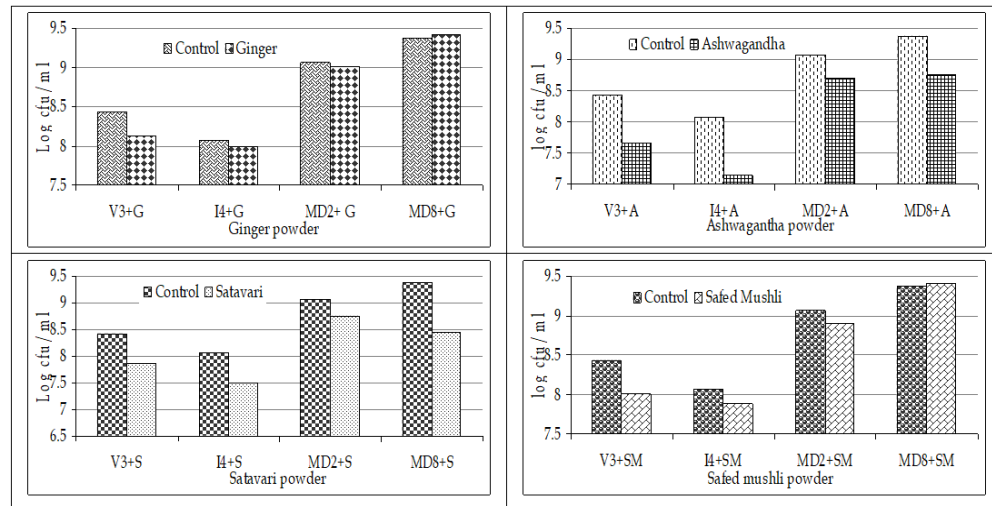 9.5
Control Ginger
9
8.5
8
7.5
Log cfu / ml
V3+G I4+G MD2+ G MD8+G
Ginger powder
9.5
Control Ashwagandha
9
8.5
8
7.5
7
log cfu / ml
V3+A I4+A MD2+A MD8+A
Ashwagantha powder
9.5
Control Satavari
9
8.5
8
7.5
7
6.5
Log cfu / ml
V3+S I4+S MD2+S MD8+S
Satavari powder
9.5
Control Safed Mushli
9
8.5
8
7.5
log cfu / ml
V3+SM I4+SM MD2+SM MD8+SM
Safed mushli powder